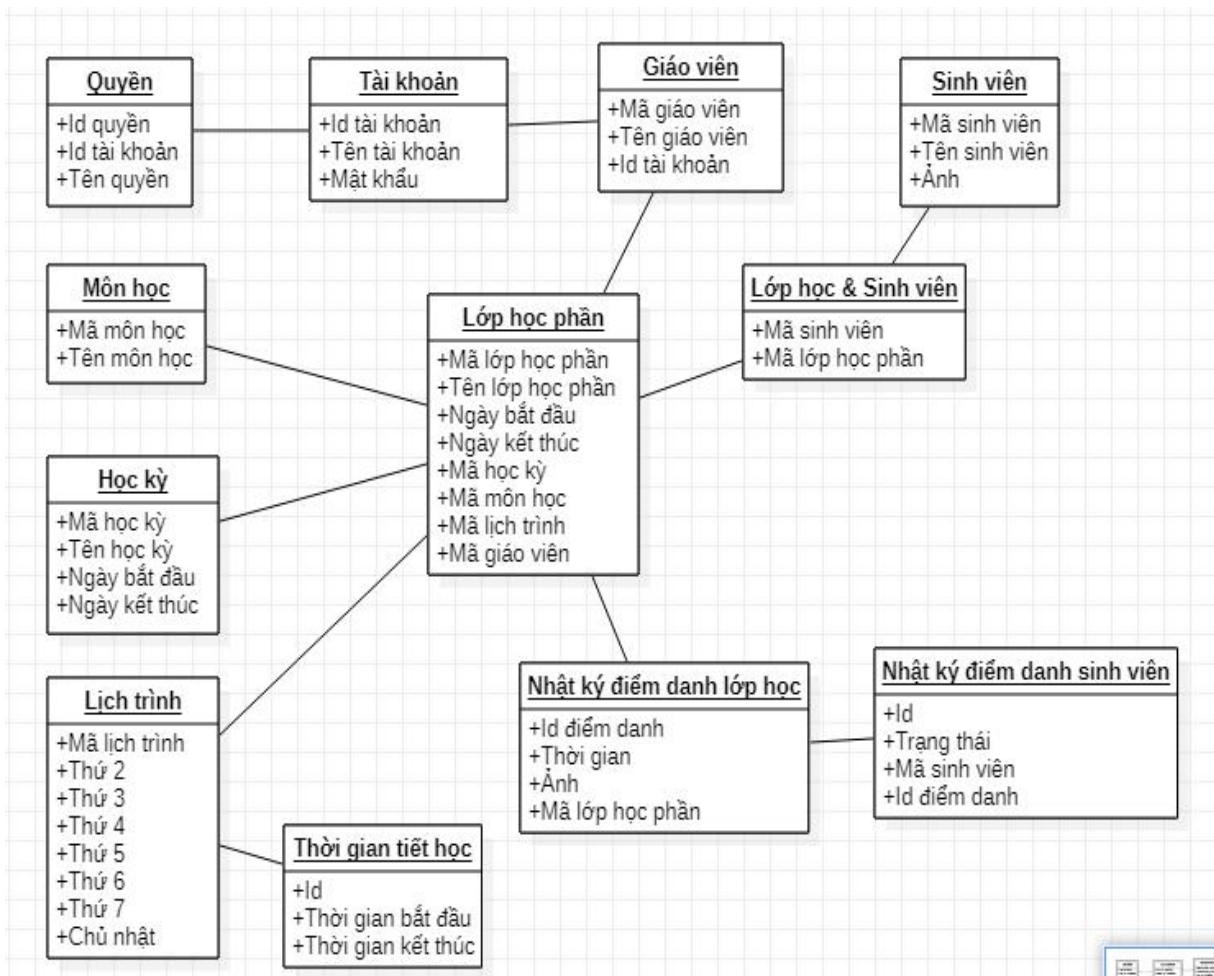 Quyền
+Id quyền
+Id tài khoản
+Tên quyền
Tài khoản
+Id tài khoản
+Tên tài khoản
+Mật khẩu
Giáo viên
+Mã giáo viên
+Tên giáo viên
+Id tài khoản
Sinh viên
+Mã sinh viên
+Tên sinh viên
+Ảnh
Môn học
+Mã môn học
+Tên môn học
Lớp học phần
+Mã lớp học phần
+Tên lớp học phần
+Ngày bắt đầu
+Ngày kết thúc
+Mã học kỳ
+Mã môn học
+Mã lịch trình
+Mã giáo viên
Lớp học & Sinh viên
+Mã sinh viên
+Mã lớp học phần
Học kỳ
+Mã học kỳ
+Tên học kỳ
+Ngày bắt đầu
+Ngày kết thúc
Lịch trình
+Mã lịch trình
+Thứ 2
+Thứ 3
+Thứ 4
+Thứ 5
+Thứ 6
+Thứ 7
+Chủ nhật
Thời gian tiết học
+Id
+Thời gian bắt đầu
+Thời gian kết thúc
Nhật ký điểm danh lớp học
+Id điểm danh
+Thời gian
+Ảnh
+Mã lớp học phần
Nhật ký điểm danh sinh viên
+Id
+Trạng thái
+Mã sinh viên
+Id điểm danh